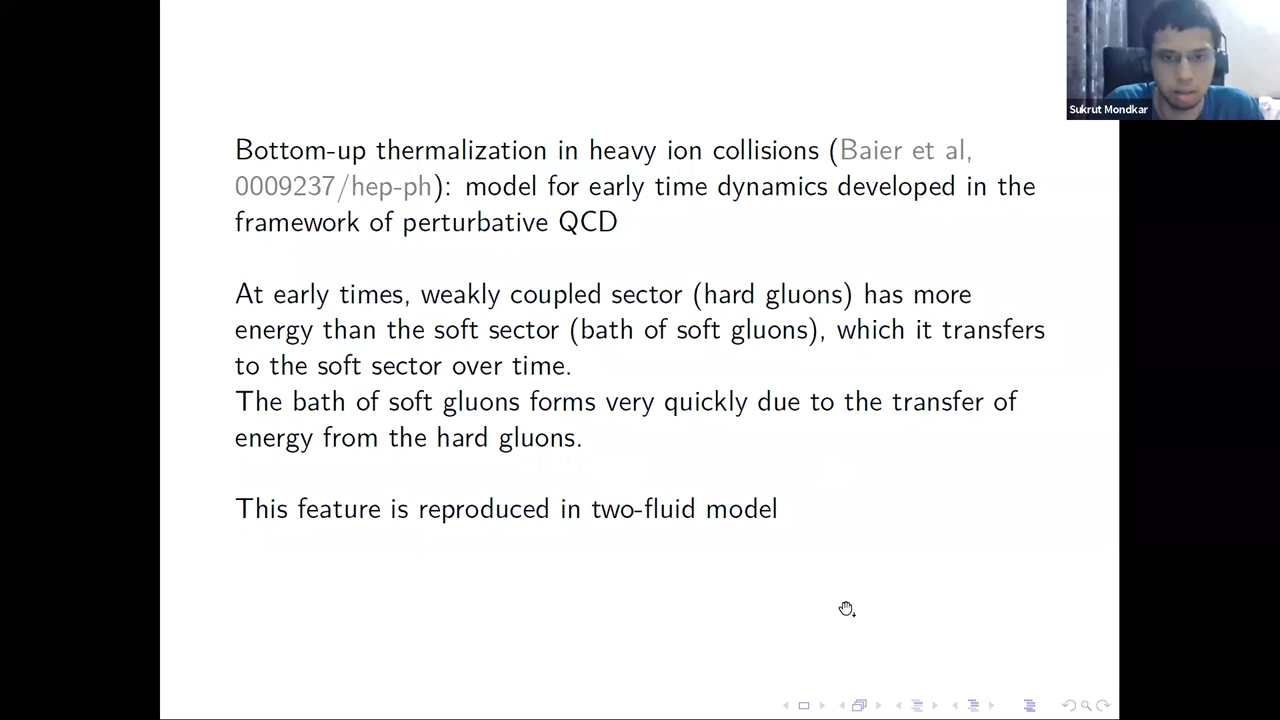 Sukrut Mondkar
Bottom-up thermalization in heavy ion collisions (Baier et al,
0009237/hep-ph): model for early time dynamics developed in the
framework of perturbative QCD
At early times, weakly coupled sector (hard gluons) has more
energy than the soft sector (bath of soft gluons), which it transfers
to the soft sector over time.
The bath of soft gluons forms very quickly due to the transfer of
energy from the hard gluons.
This feature is reproduced in two-fluid model